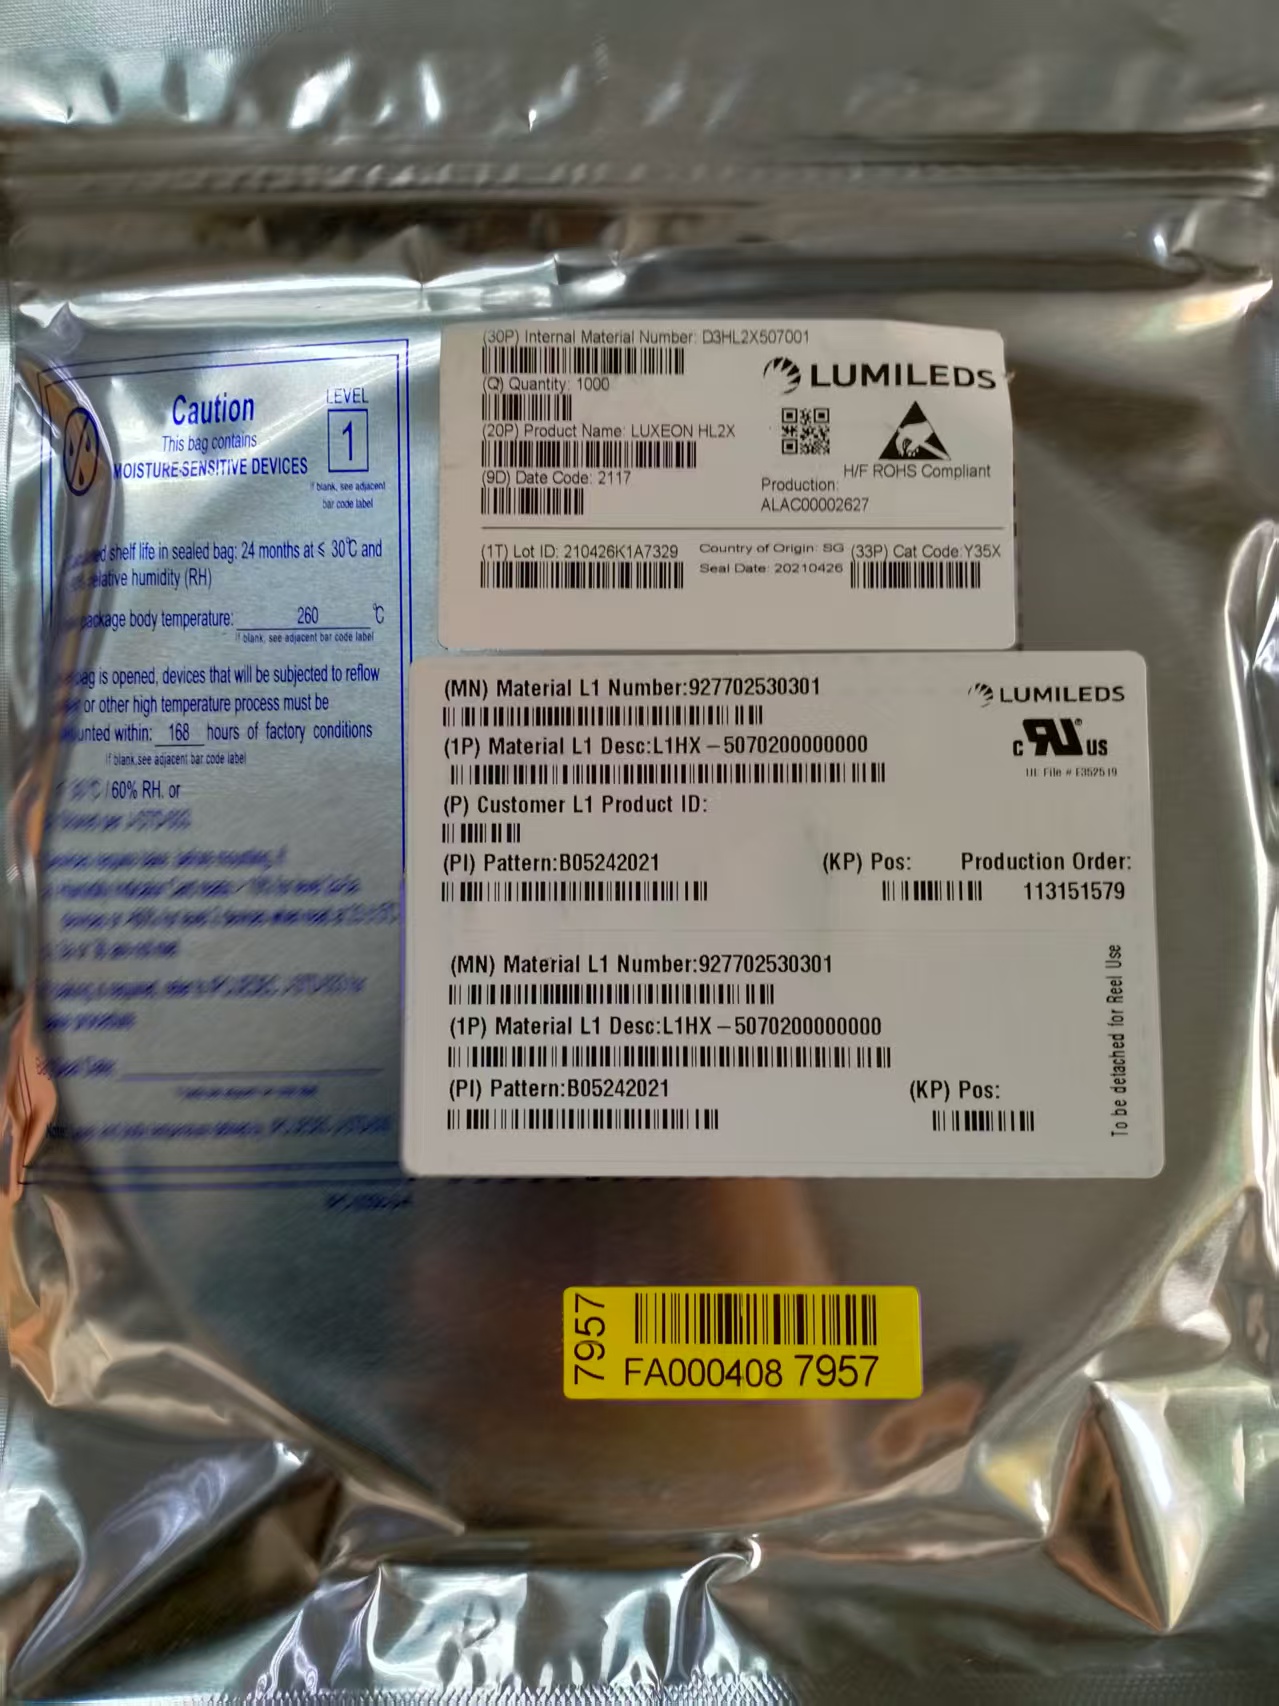 (30P) Internal Material Number: D3HL2X507001
(Q) Quantity: 1000
(20P) Product Name: LUXEON HL2X
(9D) Date Code: 2117
LUMILEDS
H/F ROHS Compliant
Production:
ALAC00002627
(1T) Lot ID: 210426K1A7329
Country of Origin: SG
Seal Date: 20210426
(33P) Cat Code:Y35X
Caution
This bag contains
MOISTURE-SENSITIVE DEVICES
LEVEL
1
If blank, see adjacent
bar code label
shelf life in sealed bag: 24 months at ≤ 30℃ and
humidity (RH)
body temperature: 260 ℃
If blank, see adjacent bar code label
is opened, devices that will be subjected to reflow
or other high temperature process must be
within: 168 hours of factory conditions
If blank,see adjacent bar code label
/60% RH. or
(MN) Material L1 Number:927702530301
LUMILEDS
(1P) Material L1 Desc:L1HX–5070200000000
c RU US
UL File # E352519
(P) Customer L1 Product ID:
(PI) Pattern:B05242021
(KP) Pos:
Production Order:
113151579
(MN) Material L1 Number:927702530301
(1P) Material L1 Desc:L1HX–5070200000000
(PI) Pattern:B05242021
(KP) Pos:
To be detached for Reel Use
7957
FA000408 7957